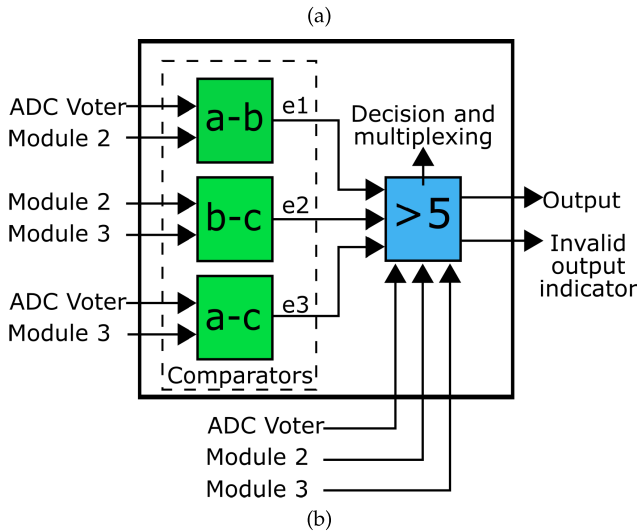 (a)
ADC Voter
Module 2
a-b
e1
Decision and
multiplexing
Module 2
Module 3
b-c
e2
>5
Output
Invalid
output
indicator
ADC Voter
Module 3
a-c
e3
Comparators
ADC Voter
Module 2
Module 3
(b)